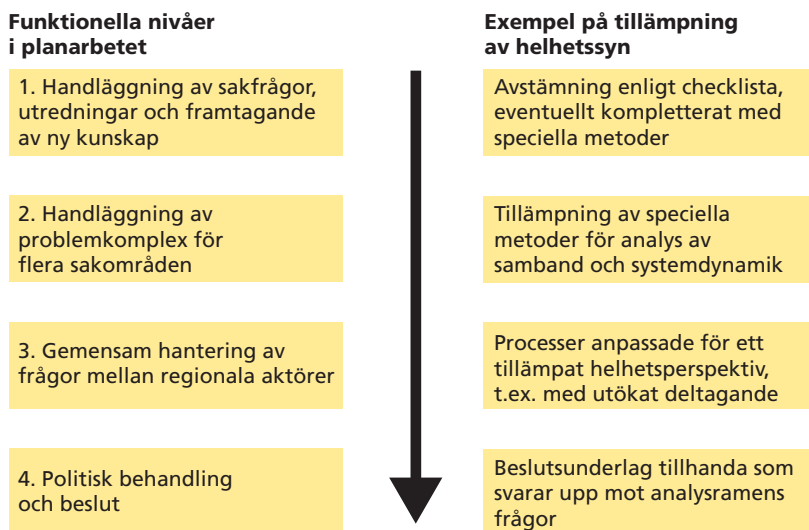 Funktionella nivåer
i planarbetet
Exempel på tillämpning
av helhetssyn
1. Handläggning av sakfrågor,
utredningar och framtagande
av ny kunskap
Avstämning enligt checklista,
eventuellt kompletterat med
speciella metoder
2. Handläggning av
problemkomplex för
flera sakområden
Tillämpning av speciella
metoder för analys av
samband och systemdynamik
3. Gemensam hantering av
frågor mellan regionala aktörer
Processer anpassade för ett
tillämpat helhetsperspektiv,
t.ex. med utökat deltagande
4. Politisk behandling
och beslut
Beslutsunderlag tillhanda som
svarar upp mot analysramens
frågor